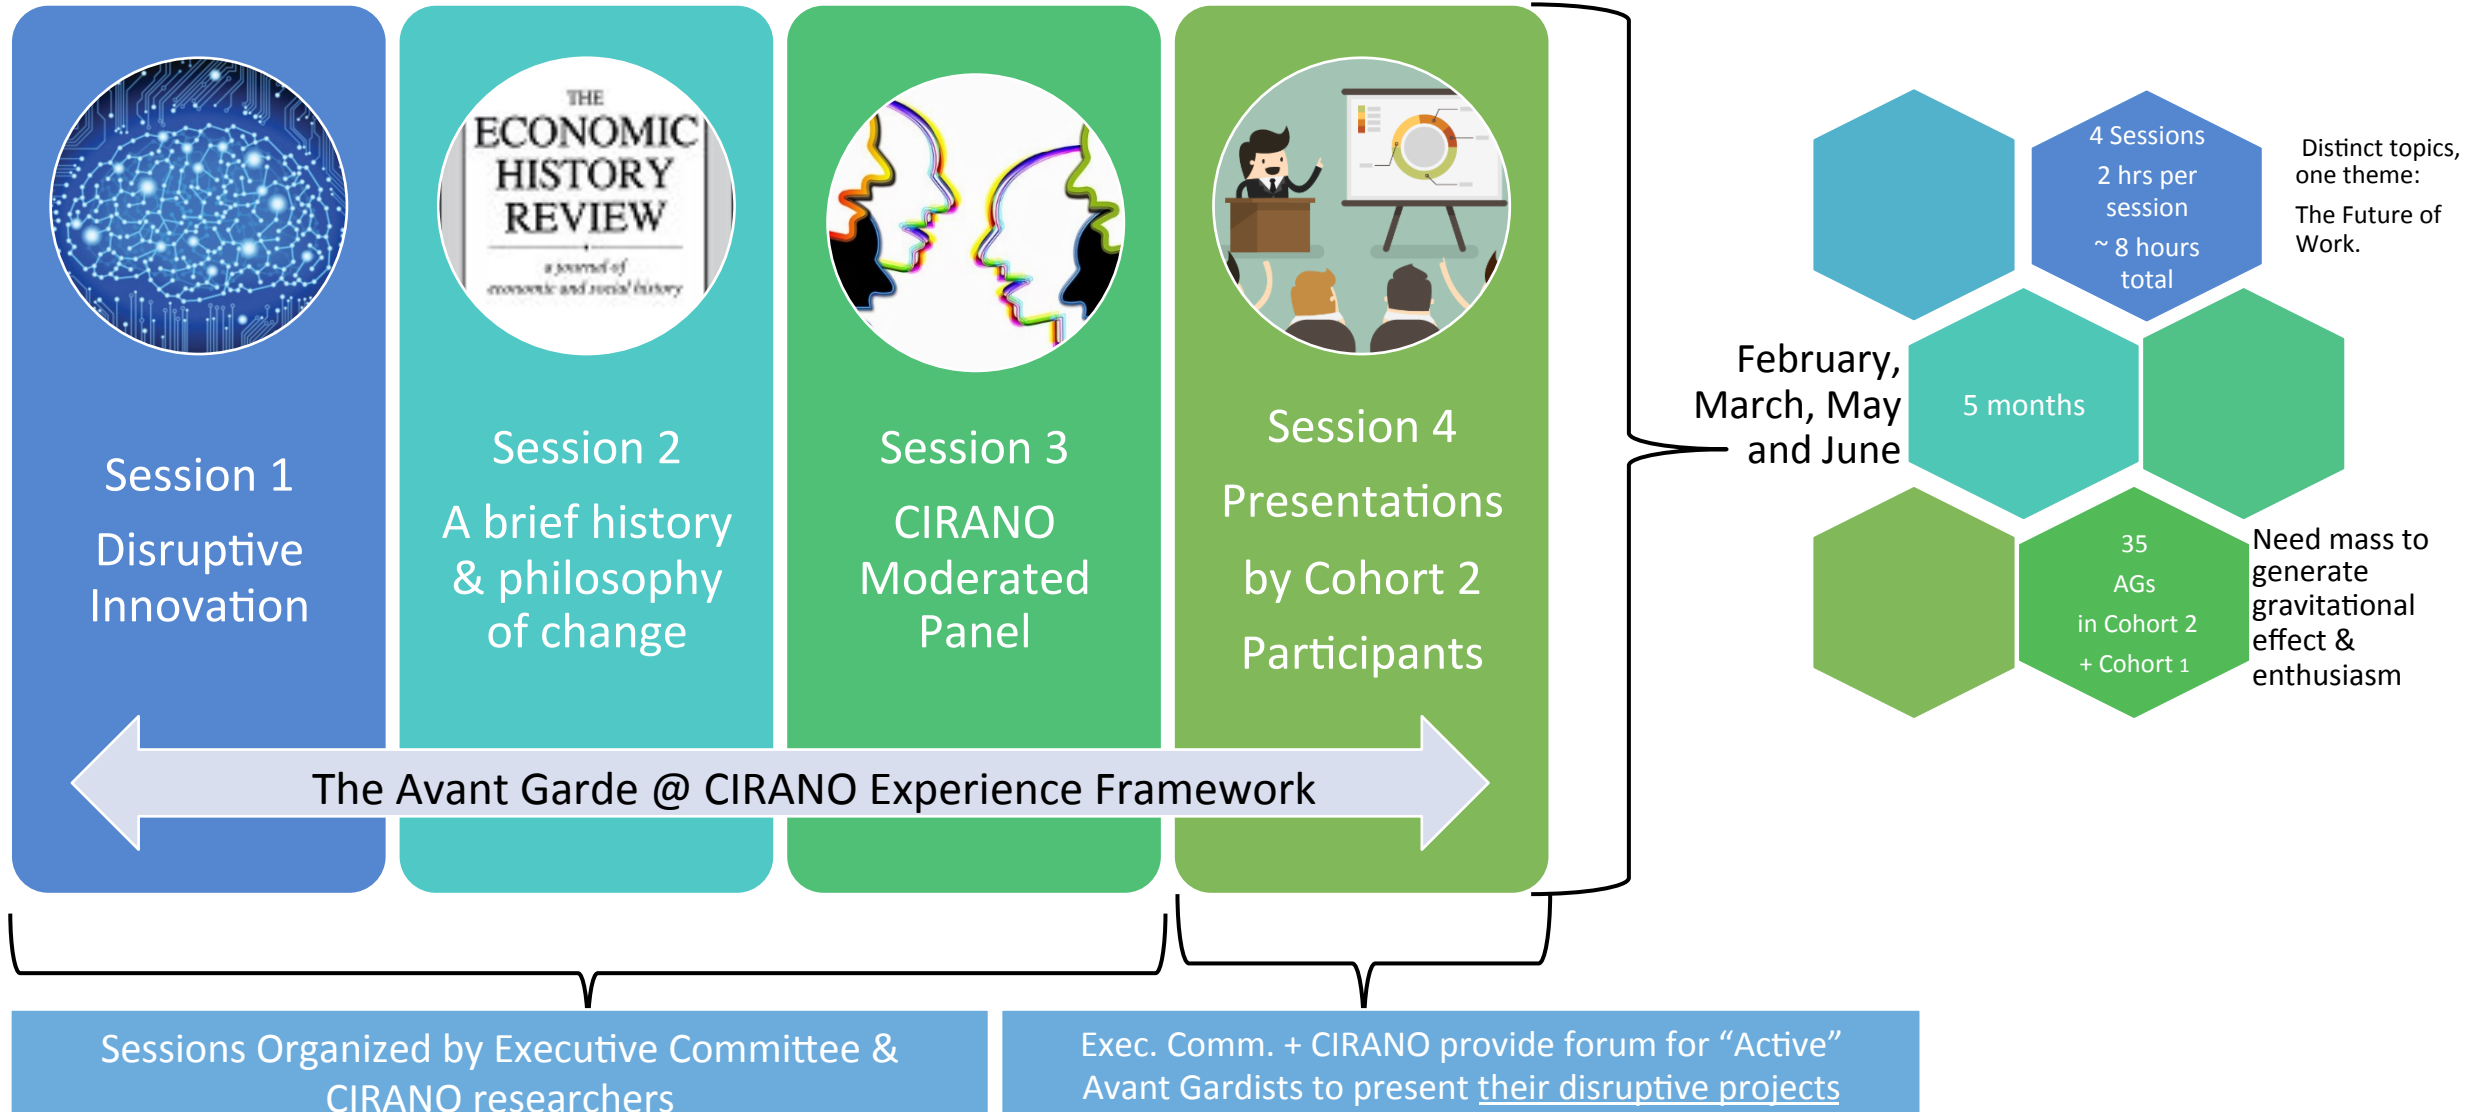 THE
ECONOMIC
HISTORY
REVIEW
a journal of
economic and social history
Session 1
Disruptive
Innovation
Session 2
A brief history
& philosophy
of change
Session 3
CIRANO
Moderated
Panel
Session 4
Presentations
by Cohort 2
Participants
The Avant Garde @ CIRANO Experience Framework
Sessions Organized by Executive Committee &
CIRANO researchers
Exec. Comm. + CIRANO provide forum for “Active”
Avant Gardists to present their disruptive projects
February,
March, May
and June
4 Sessions
2 hrs per
session
~ 8 hours
total
Distinct topics,
one theme:
The Future of
Work.
5 months
35
AGs
in Cohort 2
+ Cohort 1
Need mass to
generate
gravitational
effect &
enthusiasm